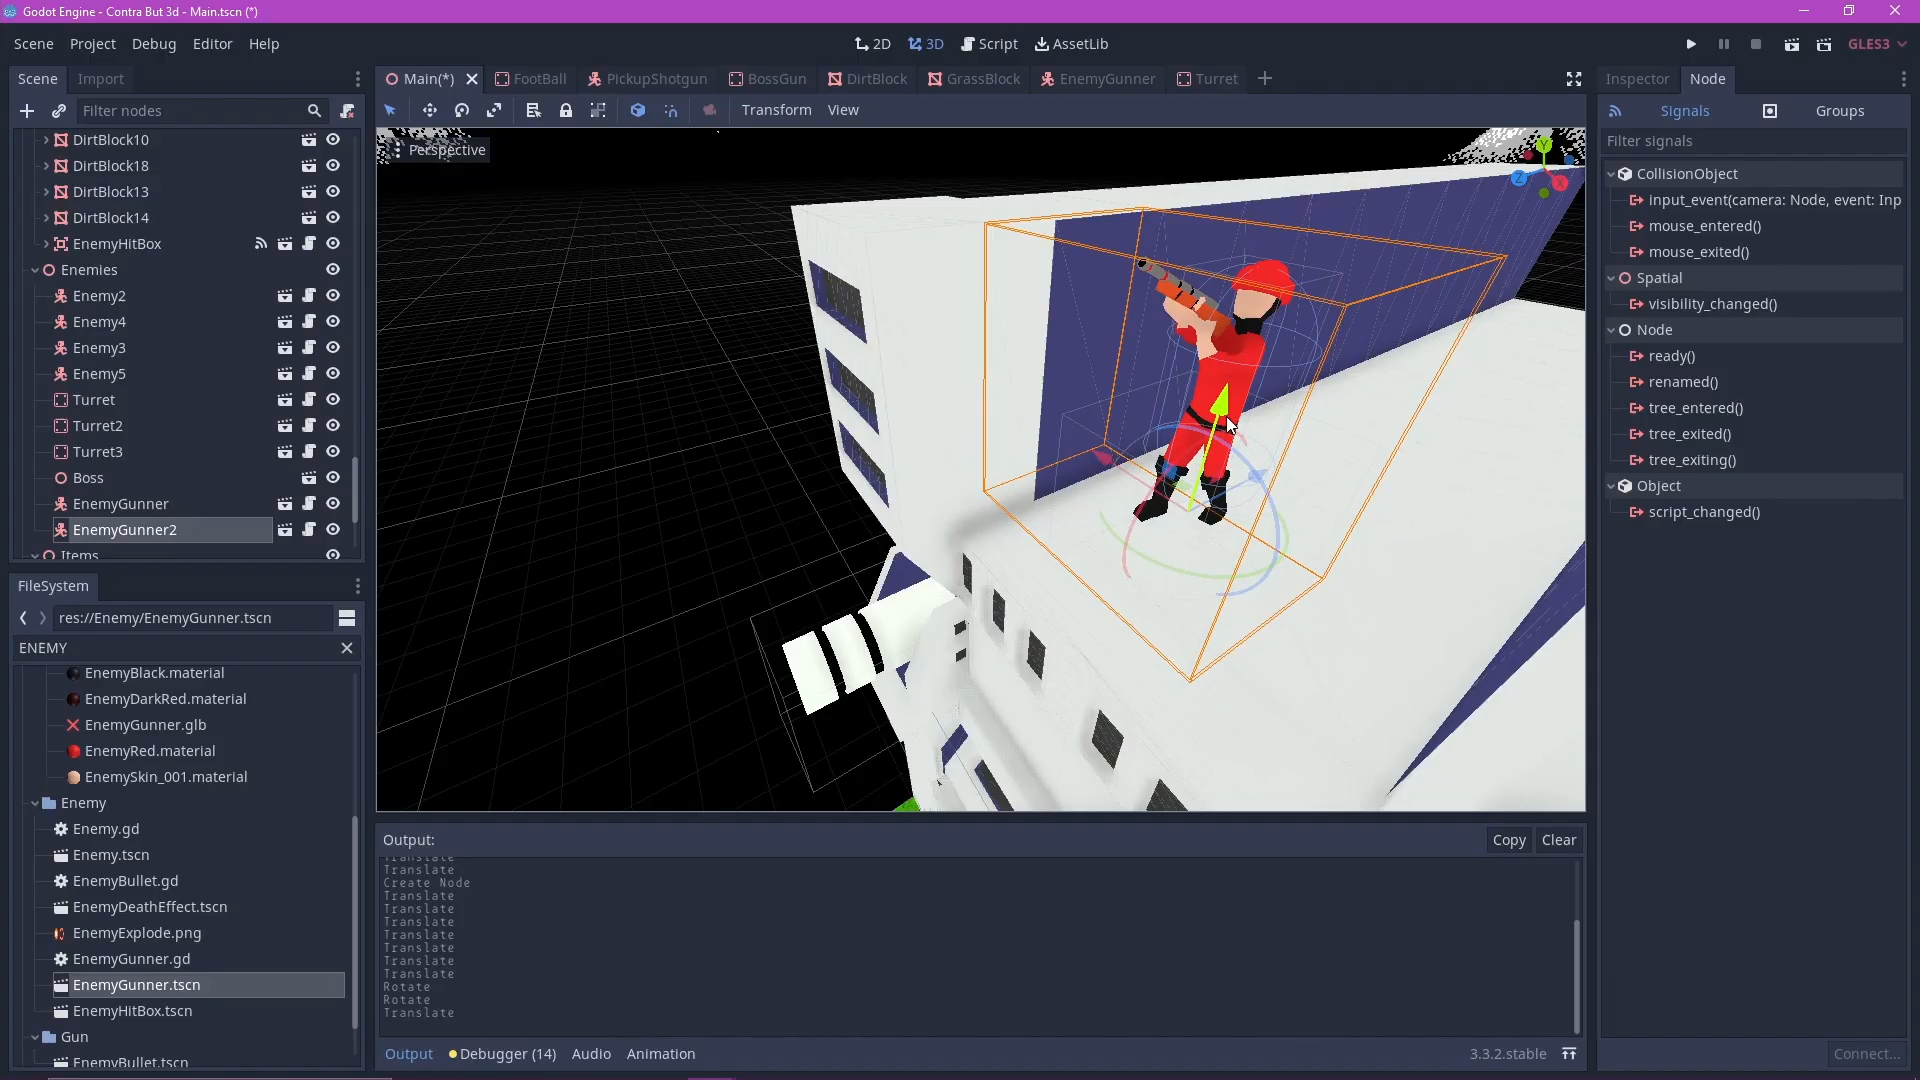 Godot Engine - Contra But 3d - Main.tscn (*)
Scene Project Debug Editor Help
2D 3D Script AssetLib
GLES3
Scene Import
Main(*) FootBall PickupShotgun BossGun DirtBlock GrassBlock EnemyGunner Turret
Inspector Node
Filter nodes
Transform View
Signals Groups
Perspective
Y
Z
X
Filter signals
DirtBlock10
DirtBlock18
DirtBlock13
DirtBlock14
EnemyHitBox
Enemies
Enemy2
Enemy4
Enemy3
Enemy5
Turret
Turret2
Turret3
Boss
EnemyGunner
EnemyGunner2
Items
CollisionObject
input_event(camera: Node, event: Inp
mouse_entered()
mouse_exited()
Spatial
visibility_changed()
Node
ready()
renamed()
tree_entered()
tree_exited()
tree_exiting()
Object
script_changed()
FileSystem
res://Enemy/EnemyGunner.tscn
ENEMY
EnemyBlack.material
EnemyDarkRed.material
EnemyGunner.glb
EnemyRed.material
EnemySkin_001.material
Enemy
Enemy.gd
Enemy.tscn
EnemyBullet.gd
EnemyDeathEffect.tscn
EnemyExplode.png
EnemyGunner.gd
EnemyGunner.tscn
EnemyHitBox.tscn
Gun
EnemyBullet.tscn
Output:
Copy Clear
Translate
Translate
Create Node
Translate
Translate
Translate
Translate
Translate
Translate
Translate
Rotate
Rotate
Translate
Output Debugger (14) Audio Animation
3.3.2.stable
Connect...